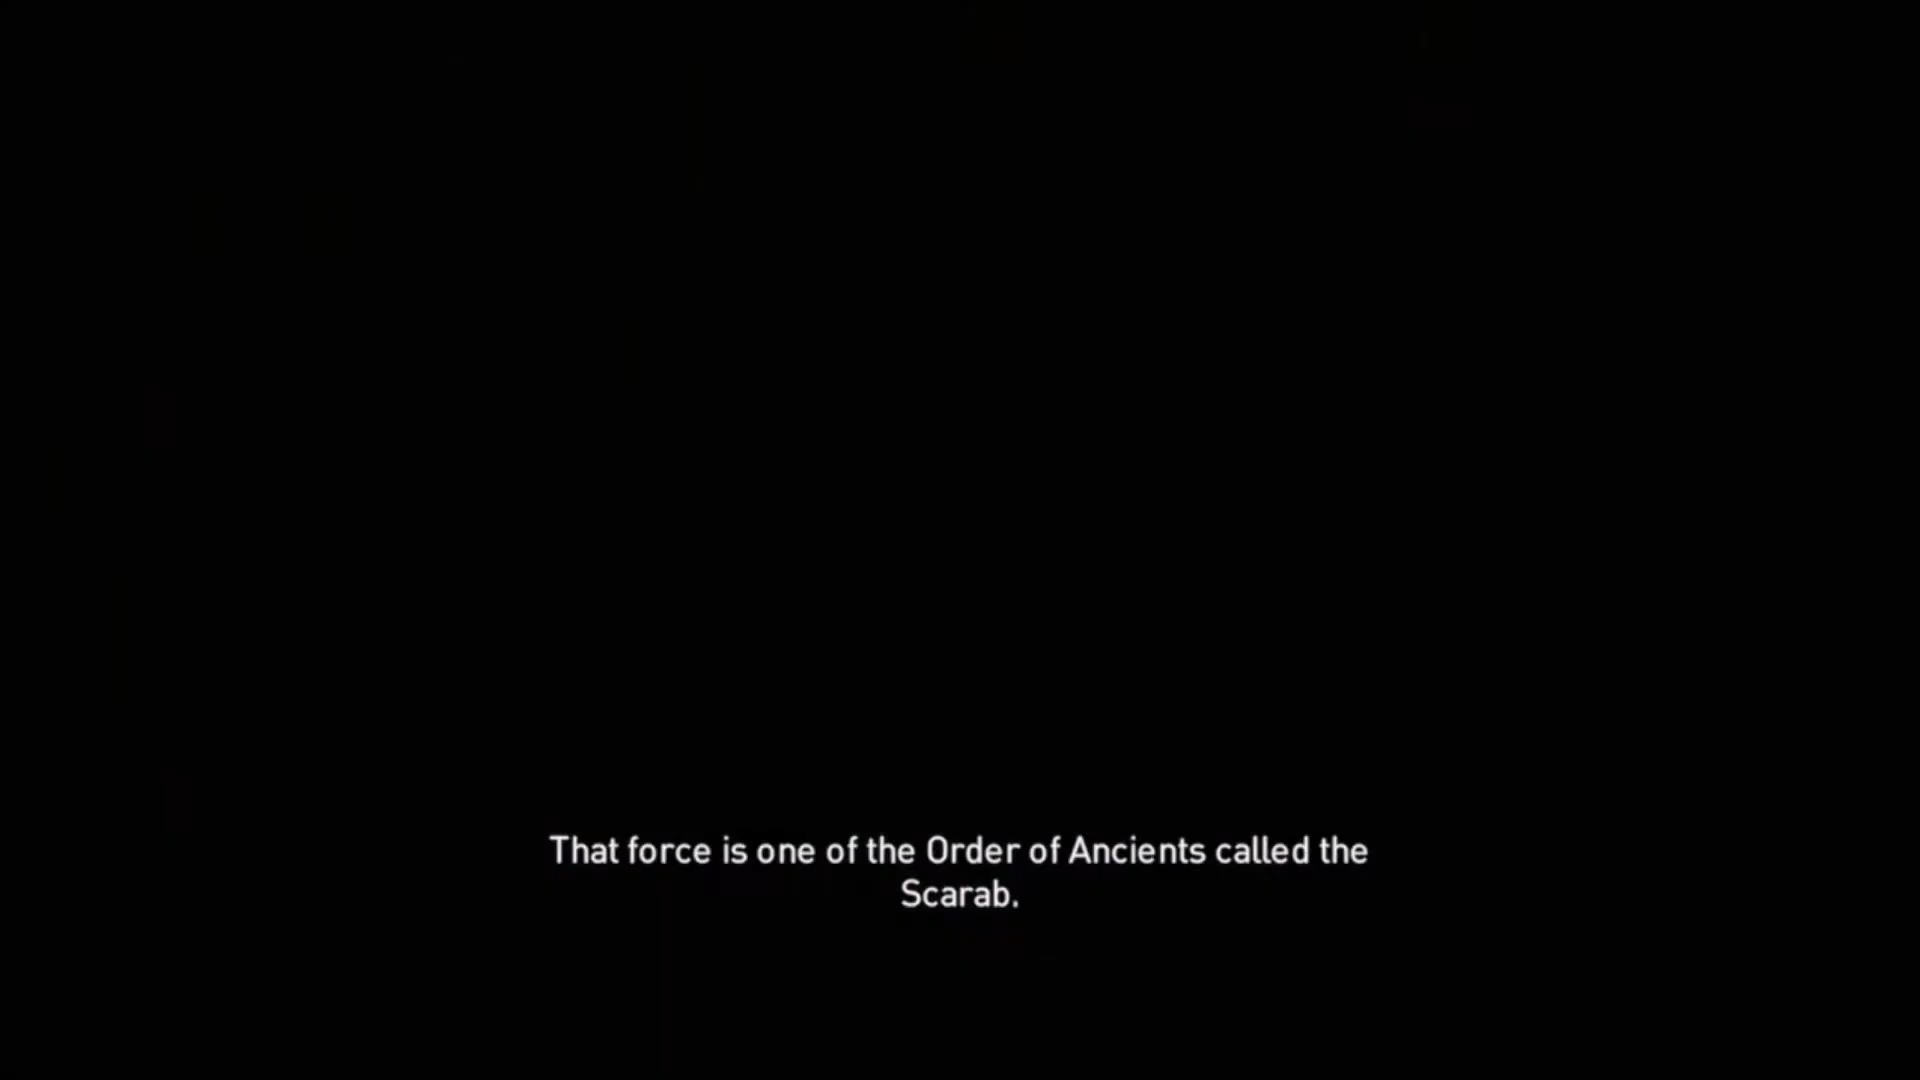 That force is one of the Order of Ancients called the
Scarab.